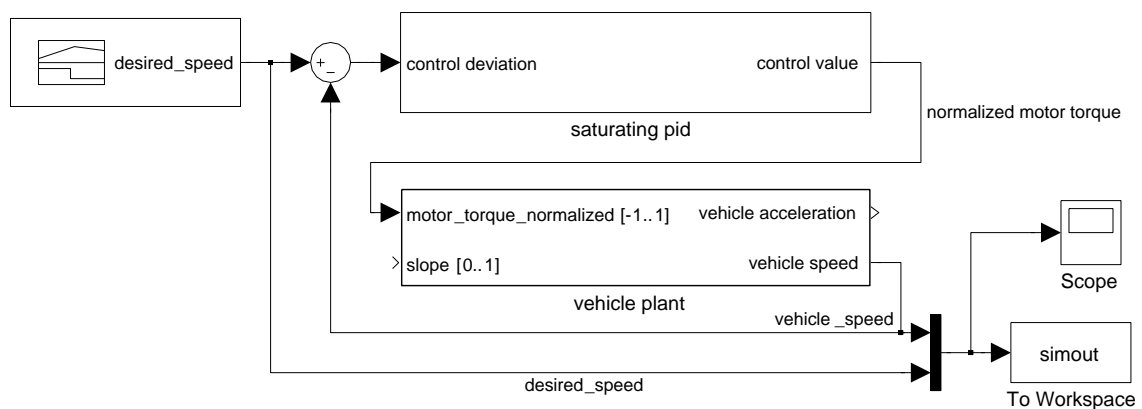 desired_speed
+
_
control deviation
control value
saturating pid
normalized motor torque
motor_torque_normalized [-1..1]
vehicle acceleration
slope [0..1]
vehicle speed
vehicle plant
Scope
vehicle _speed
simout
desired_speed
To Workspace